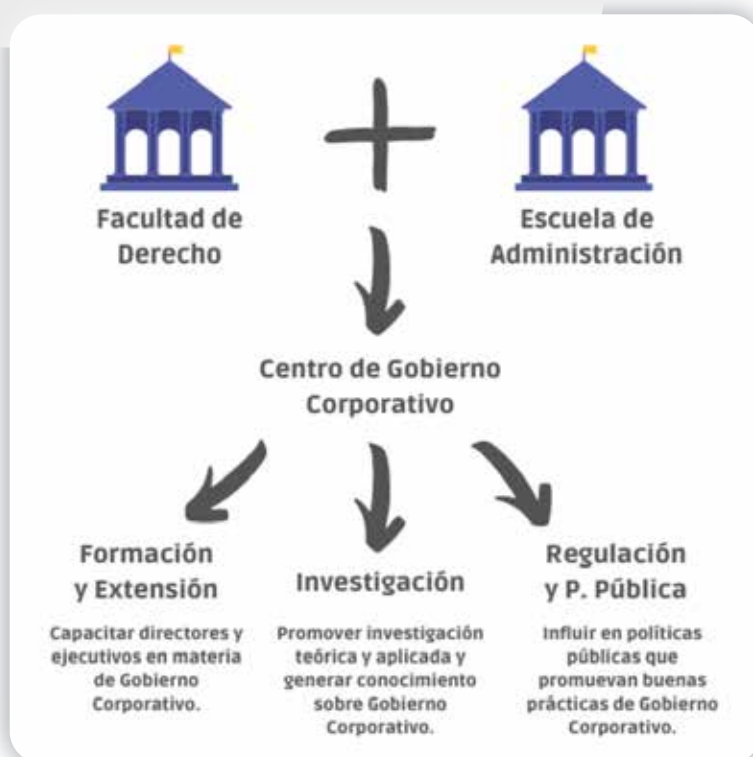 Facultad de
Derecho
Escuela de
Administración
Centro de Gobierno
Corporativo
Formación
y Extensión
Capacitar directores y
ejecutivos en materia
de Gobierno
Corporativo.
Investigación
Promover investigación
teórica y aplicada y
generar conocimiento
sobre Gobierno
Corporativo.
Regulación
y P. Pública
Influir en políticas
públicas que
promuevan buenas
prácticas de Gobierno
Corporativo.